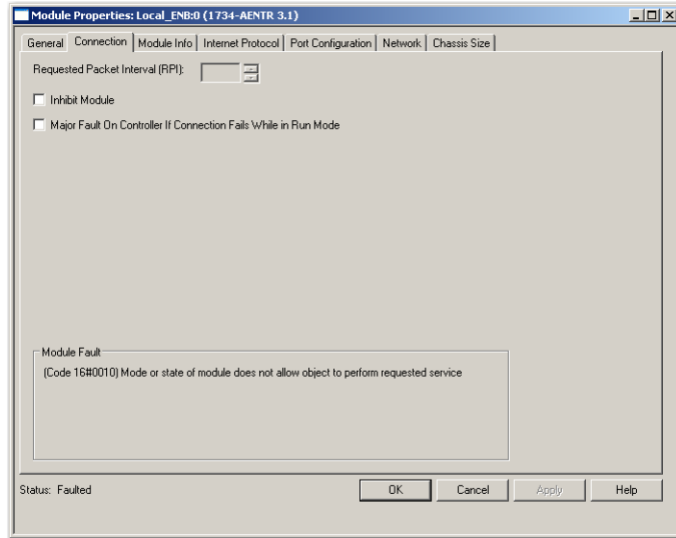 Module Properties: Local_ENB:0 (1734-AENTR 3.1)
General Connection Module Info Internet Protocol Port Configuration Network Chassis Size
Requested Packet Interval (RPI):
Inhibit Module
Major Fault On Controller If Connection Fails While in Run Mode
Module Fault
(Code 16#0010) Mode or state of module does not allow object to perform requested service
Status: Faulted OK Cancel Apply Help